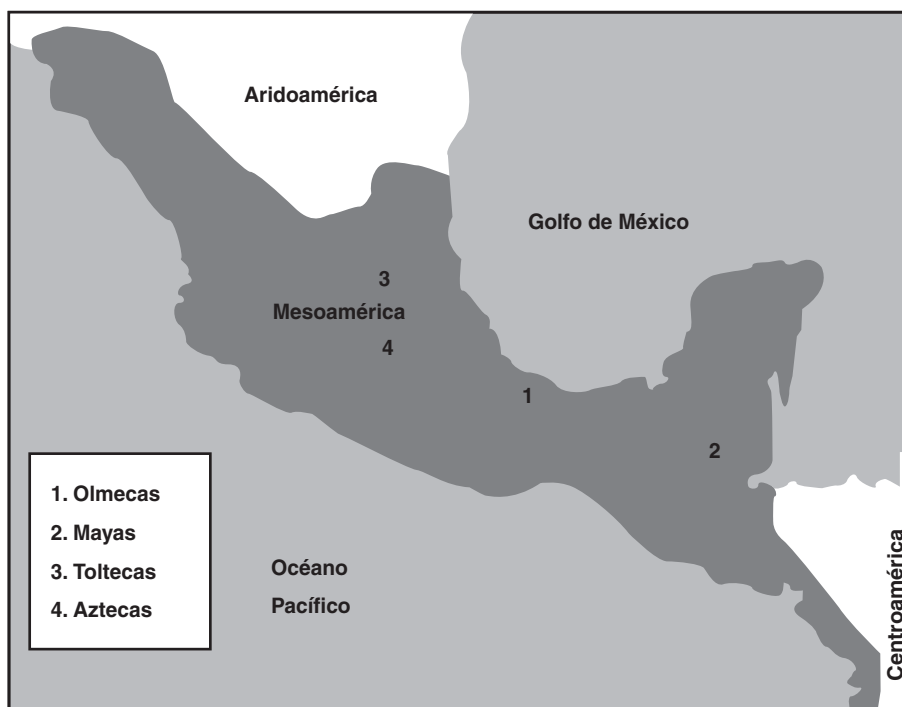 Aridoamérica
Golfo de México
3
Mesoamérica
4
1
2
1. Olmecas
2. Mayas
3. Toltecas
4. Aztecas
Océano
Pacífico
Centroamérica